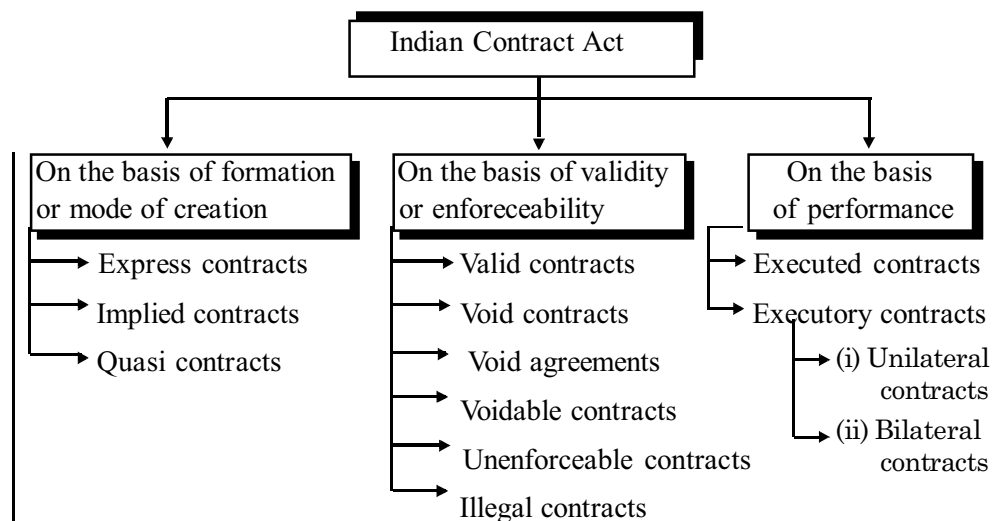 Indian Contract Act
On the basis of formation
or mode of creation
Express contracts
Implied contracts
Quasi contracts
On the basis of validity
or enforeceability
Valid contracts
Void contracts
Void agreements
Voidable contracts
Unenforceable contracts
Illegal contracts
On the basis
of performance
Executed contracts
Executory contracts
(i) Unilateral
contracts
(ii) Bilateral
contracts